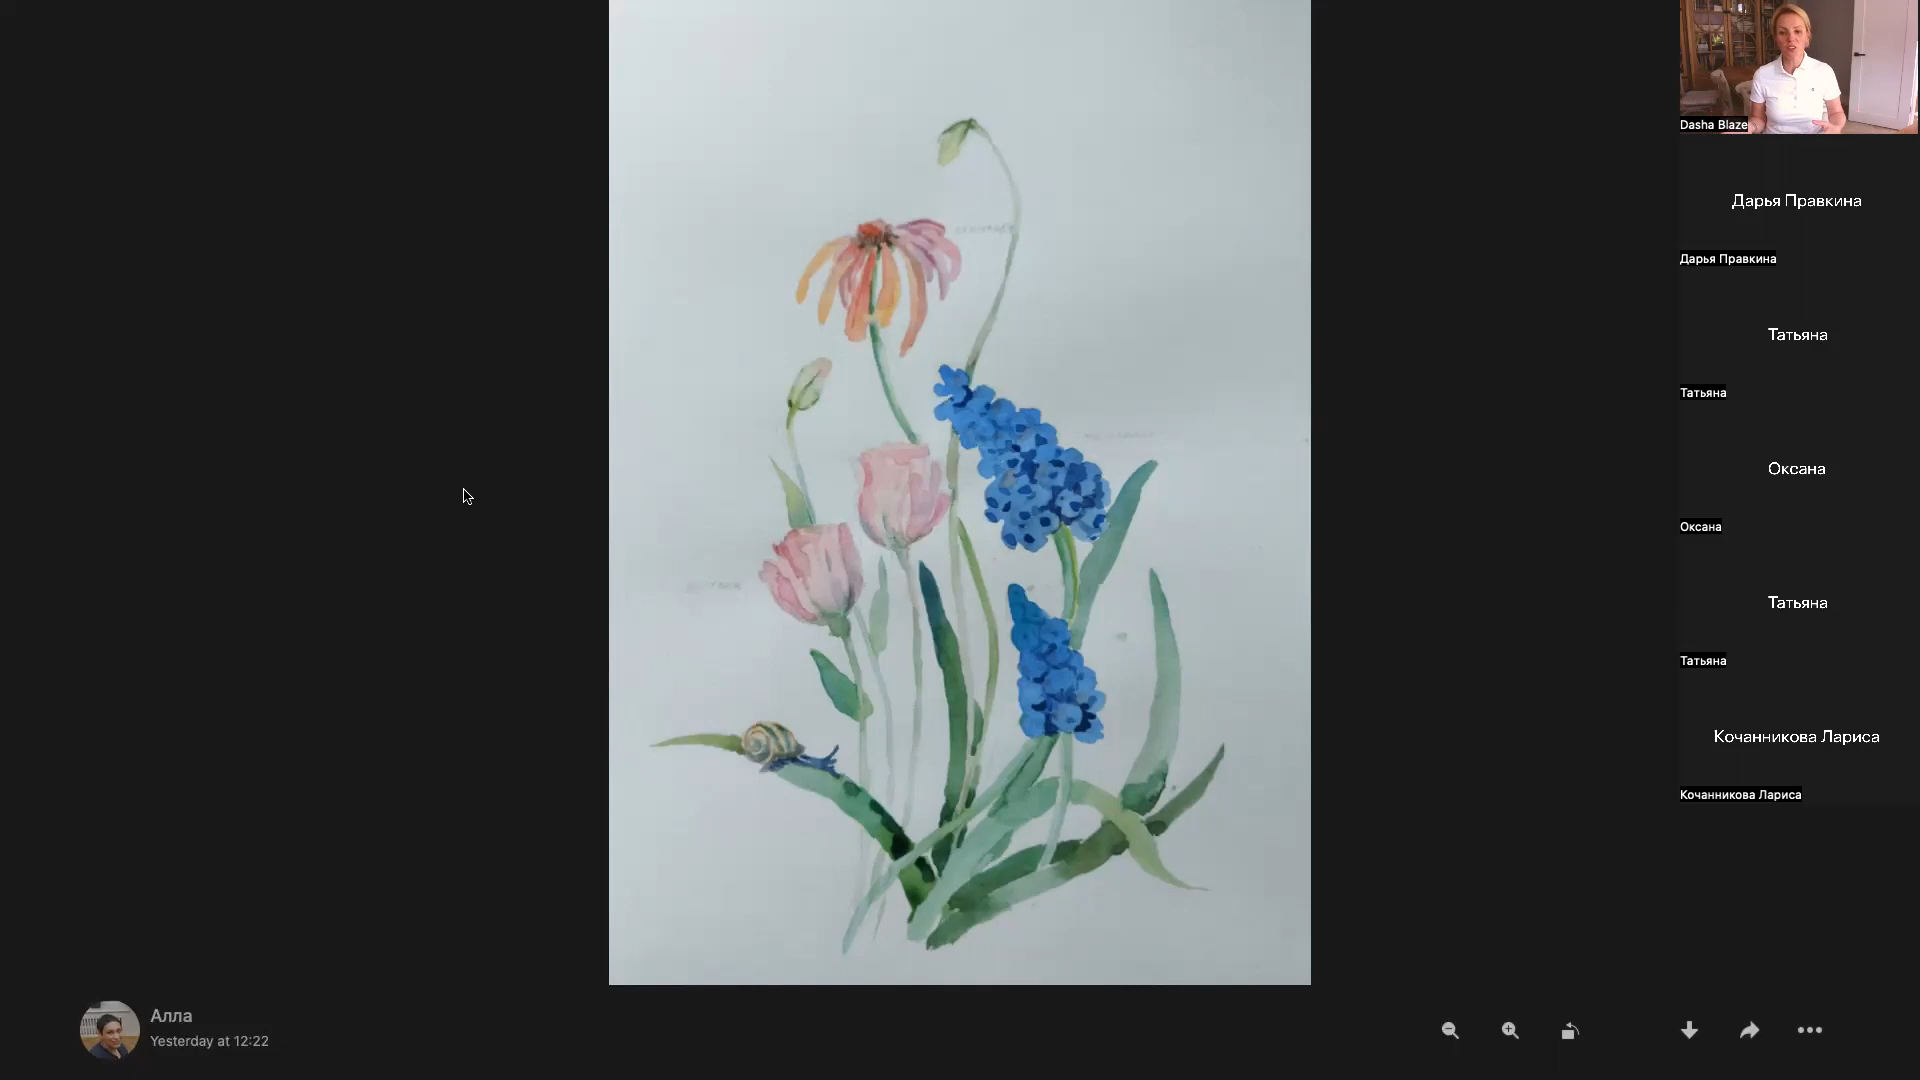 Dasha Blaze
Дарья Правкина
Дарья Правкина
Татьяна
Татьяна
Оксана
Оксана
Татьяна
Татьяна
Кочанникова Лариса
Кочанникова Лариса
Алла
Yesterday at 12:22